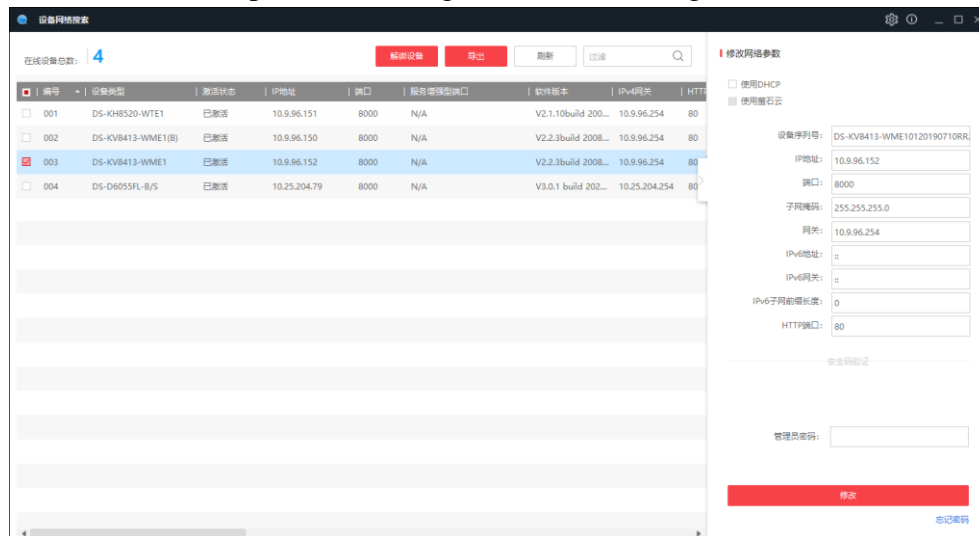 设备网络搜索
在线设备总数: 4
解绑设备 导出 刷新 过滤
编号 设备类型 激活状态 IP地址 端口 服务增强型端口 软件版本 IPv4网关 HTTP
001 DS-KH8520-WTE1 已激活 10.9.96.151 8000 N/A V2.1.10build 200... 10.9.96.254 80
002 DS-KV8413-WME1(B) 已激活 10.9.96.150 8000 N/A V2.2.3build 2008... 10.9.96.254 80
003 DS-KV8413-WME1 已激活 10.9.96.152 8000 N/A V2.2.3build 2008... 10.9.96.254 80
004 DS-D6055FL-B/S 已激活 10.25.204.79 8000 N/A V3.0.1 build 202... 10.25.204.254 80
修改网络参数
使用DHCP
使用萤石云
设备序列号: DS-KV8413-WME10120190710RR
IP地址: 10.9.96.152
端口: 8000
子网掩码: 255.255.255.0
网关: 10.9.96.254
IPv6地址: ::
IPv6网关: ::
IPv6子网前缀长度: 0
HTTP端口: 80
安全码验证
管理员密码:
修改
忘记密码